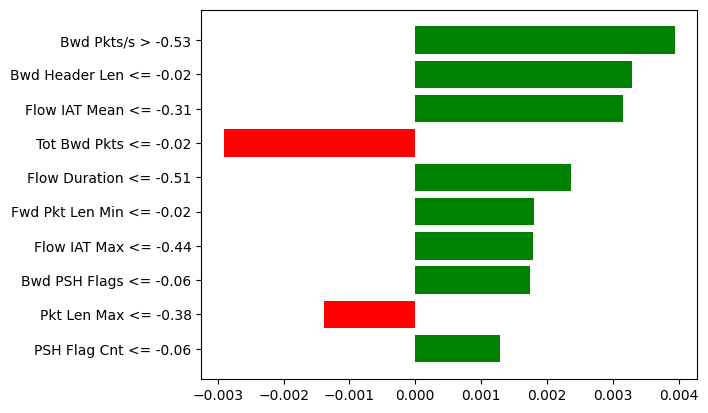 Bwd Pkts/s > -0.53
Bwd Header Len <= -0.02
Flow IAT Mean <= -0.31
Tot Bwd Pkts <= -0.02
Flow Duration <= -0.51
Fwd Pkt Len Min <= -0.02
Flow IAT Max <= -0.44
Bwd PSH Flags <= -0.06
Pkt Len Max <= -0.38
PSH Flag Cnt <= -0.06
−0.003 −0.002 −0.001 0.000 0.001 0.002 0.003 0.004